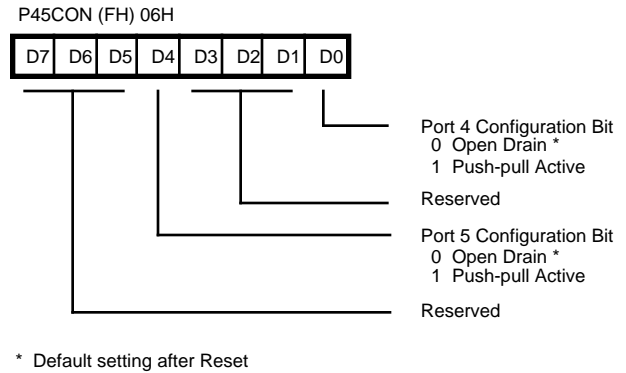 P45CON (FH) 06H
D7 D6 D5 D4 D3 D2 D1 D0
Port 4 Configuration Bit
0 Open Drain *
1 Push-pull Active
Reserved
Port 5 Configuration Bit
0 Open Drain *
1 Push-pull Active
Reserved
* Default setting after Reset